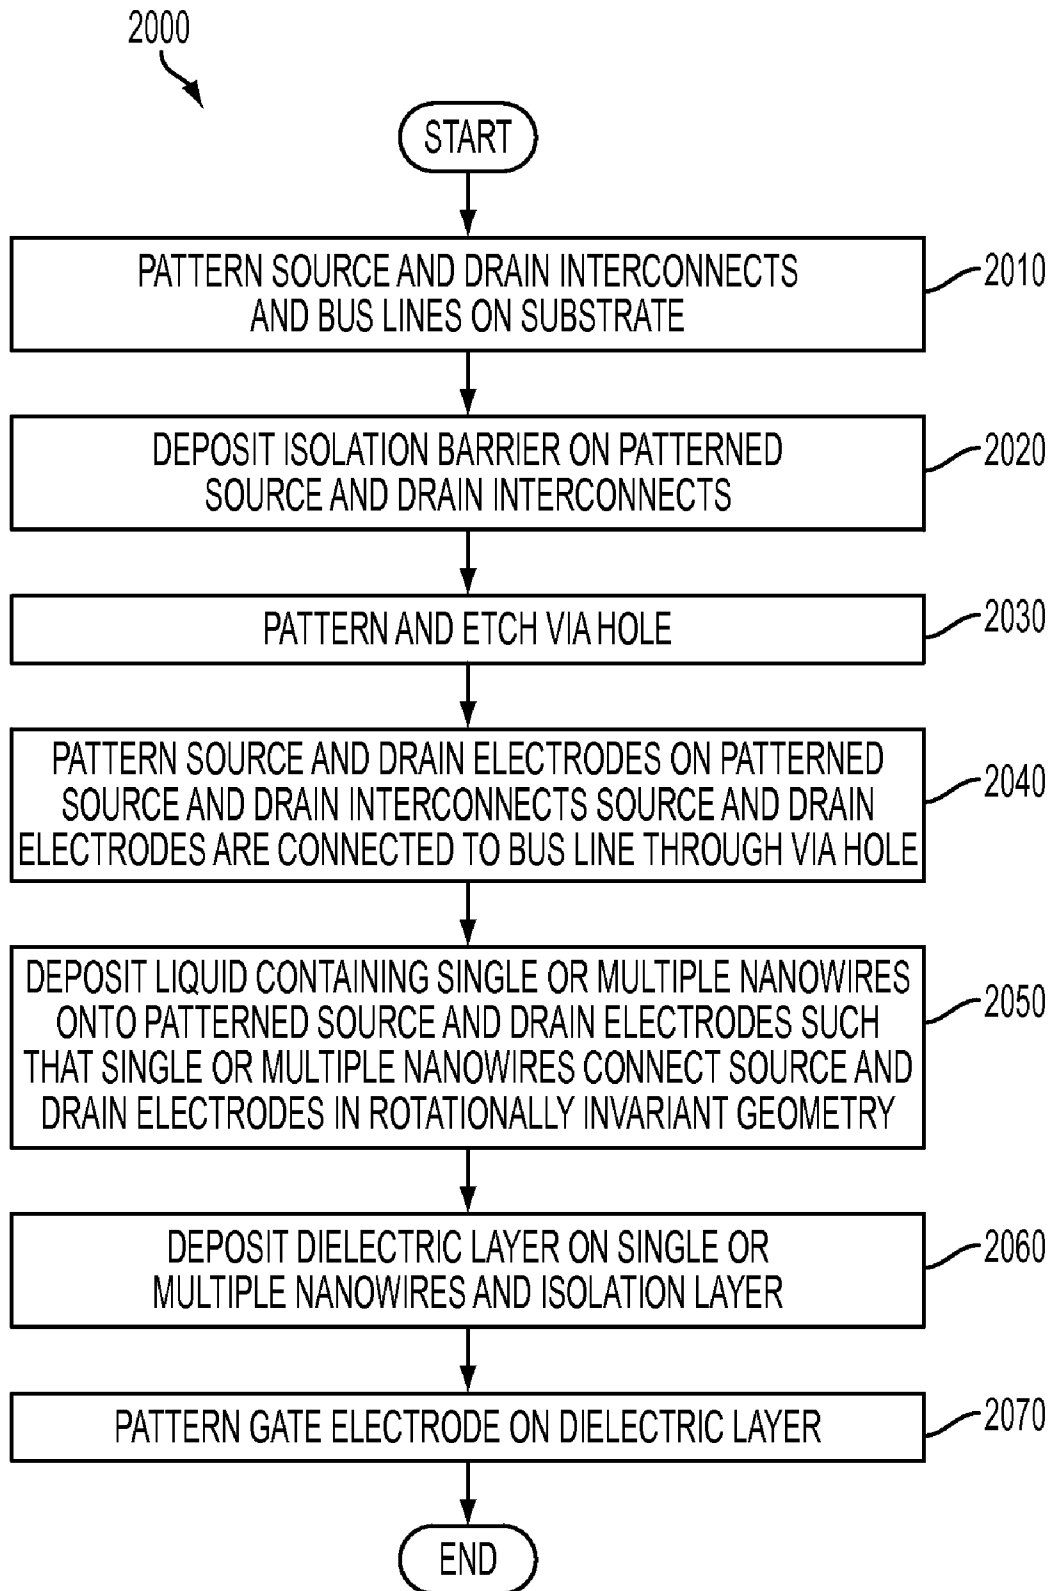 2000
START
PATTERN SOURCE AND DRAIN INTERCONNECTS
AND BUS LINES ON SUBSTRATE
2010
DEPOSIT ISOLATION BARRIER ON PATTERNED
SOURCE AND DRAIN INTERCONNECTS
2020
PATTERN AND ETCH VIA HOLE
2030
PATTERN SOURCE AND DRAIN ELECTRODES ON PATTERNED
SOURCE AND DRAIN INTERCONNECTS SOURCE AND DRAIN
ELECTRODES ARE CONNECTED TO BUS LINE THROUGH VIA HOLE
2040
DEPOSIT LIQUID CONTAINING SINGLE OR MULTIPLE NANOWIRES
ONTO PATTERNED SOURCE AND DRAIN ELECTRODES SUCH
THAT SINGLE OR MULTIPLE NANOWIRES CONNECT SOURCE AND
DRAIN ELECTRODES IN ROTATIONALLY INVARIANT GEOMETRY
2050
DEPOSIT DIELECTRIC LAYER ON SINGLE OR
MULTIPLE NANOWIRES AND ISOLATION LAYER
2060
PATTERN GATE ELECTRODE ON DIELECTRIC LAYER
2070
END